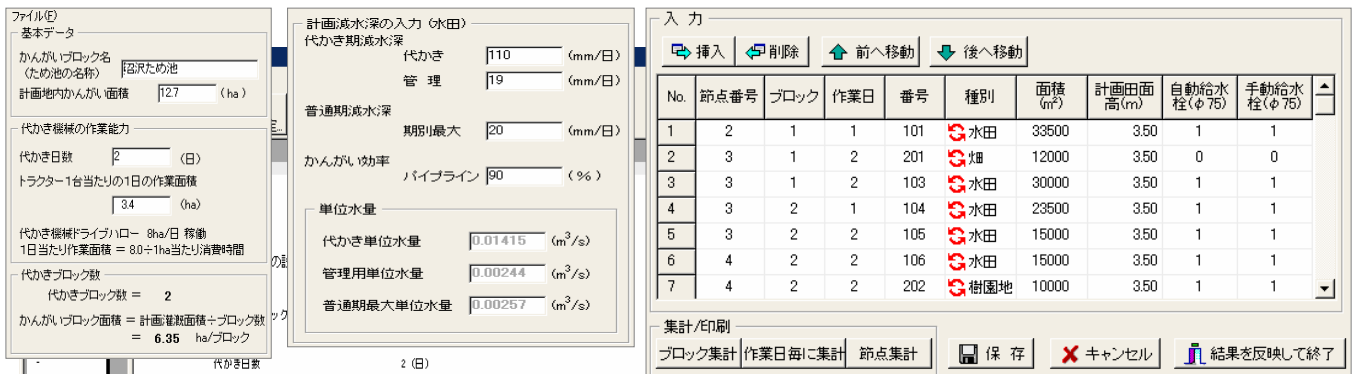 ファイル(F)
基本データ
かんがいブロック名
(ため池の名称) 沼沢ため池
計画地内かんがい面積 12.7 (ha)
代かき機械の作業能力
代かき日数 2 (日)
トラクター1台当たりの1日の作業面積
3.4 (ha)
代かき機械ドライブハロー 8ha/日 稼働
1日当たり作業面積 = 8.0÷1ha当たり消費時間
代かきブロック数
代かきブロック数 = 2
かんがいブロック面積 = 計画灌漑面積÷ブロック数
= 6.35 ha/ブロック
代かき日数 2 (日)
計画減水深の入力 (水田)
代かき期減水深
代かき 110 (mm/日)
管 理 19 (mm/日)
普通期減水深
期別最大 20 (mm/日)
かんがい効率
パイプライン 90 (%)
単位水量
代かき単位水量 0.01415 (m³/s)
管理用単位水量 0.00244 (m³/s)
普通期最大単位水量 0.00257 (m³/s)
入 力
挿入 削除 前へ移動 後へ移動
No. 節点番号 ブロック 作業日 番号 種別 面積(㎡) 計画田面高(m) 自動給水栓(φ75) 手動給水栓(φ75)
1 2 1 1 101 水田 33500 3.50 1 1
2 3 1 2 201 畑 12000 3.50 0 0
3 3 1 2 103 水田 30000 3.50 1 1
4 3 2 1 104 水田 23500 3.50 1 1
5 3 2 2 105 水田 15000 3.50 1 1
6 4 2 2 106 水田 15000 3.50 1 1
7 4 2 2 202 樹園地 10000 3.50 1 1
集計/印刷
ブロック集計 作業日毎に集計 節点集計 保 存 キャンセル 結果を反映して終了